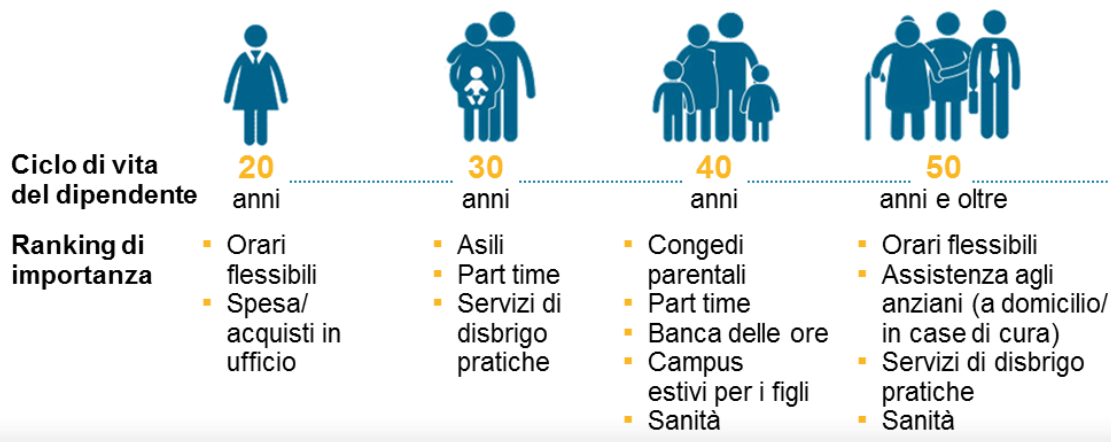 Ciclo di vita
del dipendente
20
anni
30
anni
40
anni
50
anni e oltre
Ranking di
importanza
▪ Orari
flessibili
▪ Spesa/
acquisti in
ufficio
▪ Asili
▪ Part time
▪ Servizi di
disbrigo
pratiche
▪ Congedi
parentali
▪ Part time
▪ Banca delle ore
▪ Campus
estivi per i figli
▪ Sanità
▪ Orari flessibili
▪ Assistenza agli
anziani (a domicilio/
in case di cura)
▪ Servizi di disbrigo
pratiche
▪ Sanità